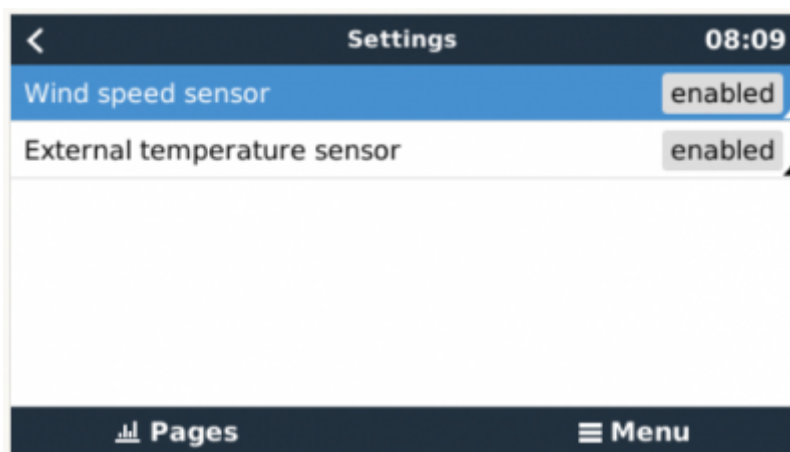 Settings 08:09
Wind speed sensor enabled
External temperature sensor enabled
Pages Menu